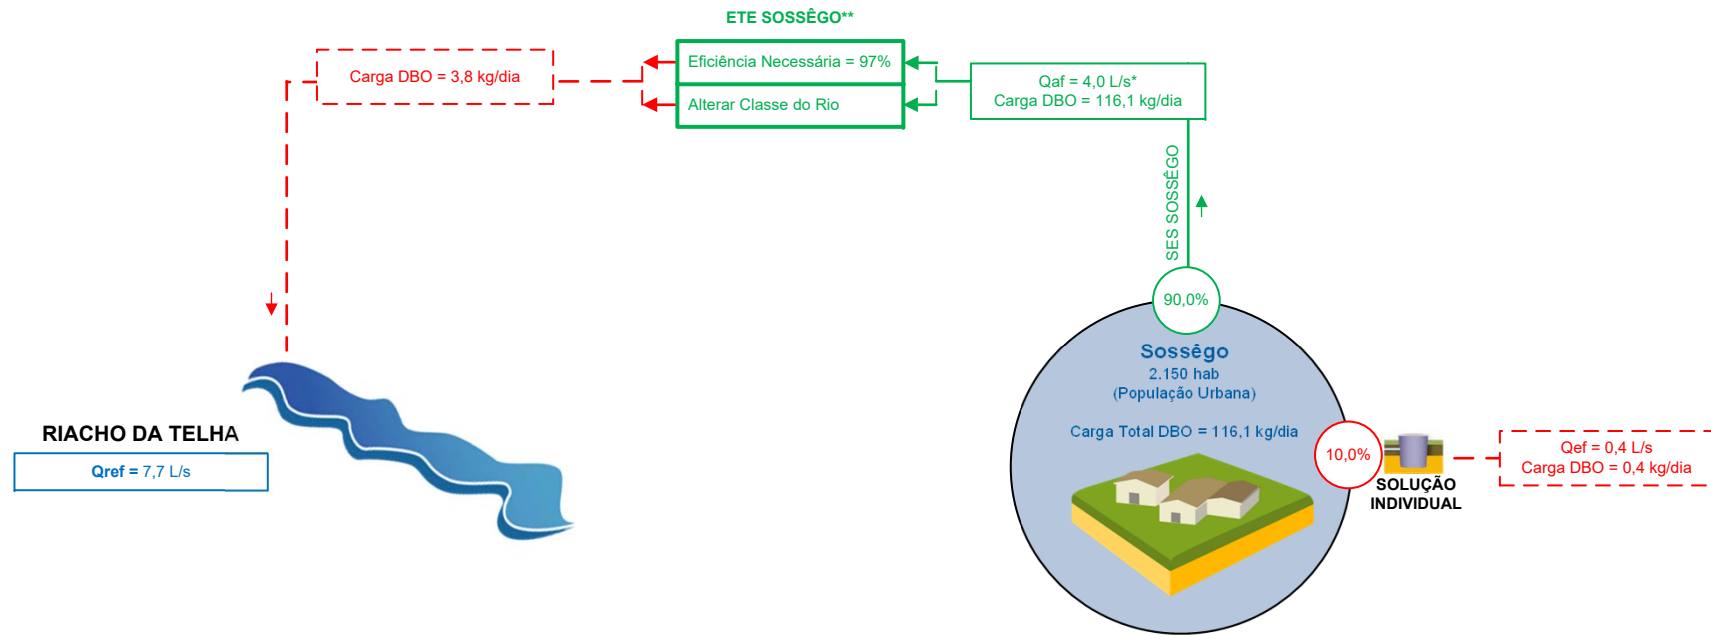 ETE SOSSÊGO**
Carga DBO = 3,8 kg/dia
Eficiência Necessária = 97%
Alterar Classe do Rio
Qaf = 4,0 L/s*
Carga DBO = 116,1 kg/dia
SES SOSSÊGO
90,0%
Sossêgo
2.150 hab
(População Urbana)
Carga Total DBO = 116,1 kg/dia
10,0%
SOLUÇÃO
INDIVIDUAL
Qef = 0,4 L/s
Carga DBO = 0,4 kg/dia
RIACHO DA TELHA
Qref = 7,7 L/s